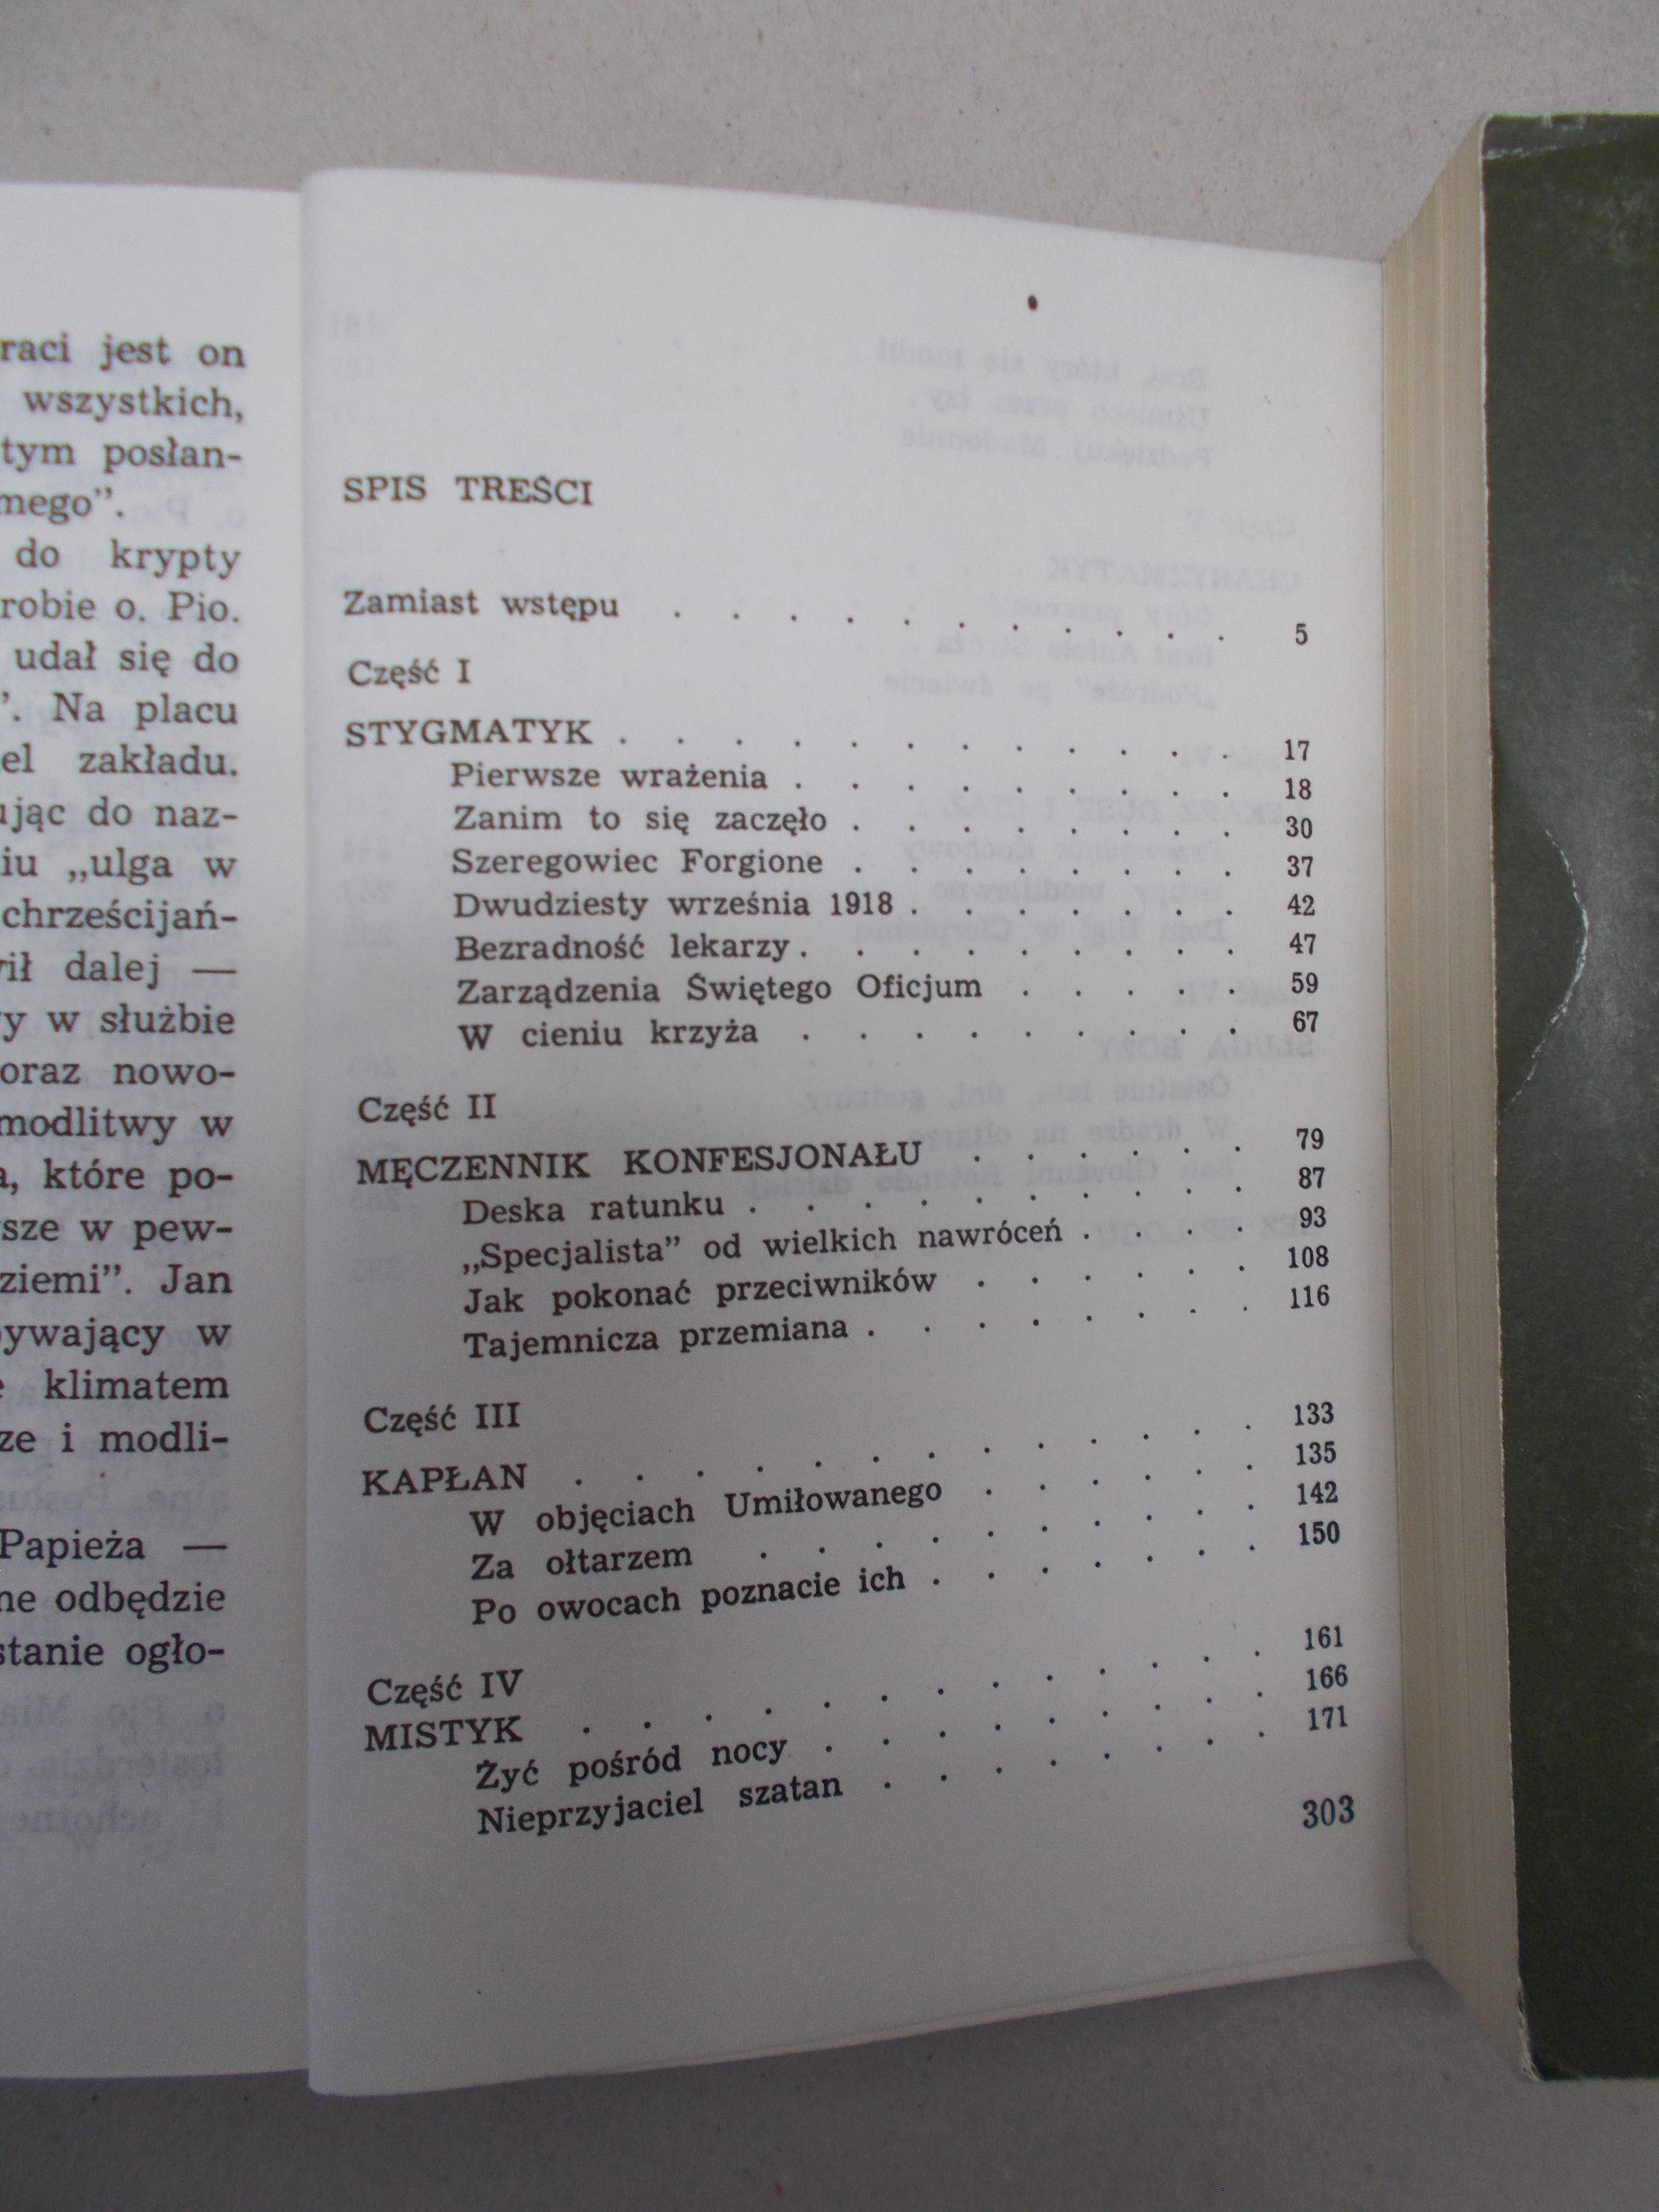 raci jest on
wszystkich,
tym posłan-
mego”.
do krypty
robie o. Pio.
udał się do
”. Na placu
el zakładu.
ując do naz-
iu „ulga w
chrześcijań-
ił dalej —
y w służbie
oraz nowo-
modlitwy w
a, które po-
sze w pew-
ziemi”. Jan
bywający w
klimatem
ze i modli-
Papieża —
ne odbędzie
stanie ogło-
SPIS TREŚCI
Zamiast wstępu . . . . . . . . . . . 5
Część I
STYGMATYK . . . . . . . . . . . . 17
Pierwsze wrażenia . . . . . . . . . 18
Zanim to się zaczęło . . . . . . . . 30
Szeregowiec Forgione . . . . . . . . 37
Dwudziesty września 1918 . . . . . . . 42
Bezradność lekarzy . . . . . . . . . 47
Zarządzenia Świętego Oficjum . . . . . 59
W cieniu krzyża . . . . . . . . . 67
Część II
MĘCZENNIK KONFESJONAŁU . . . . . . 79
Deska ratunku . . . . . . . . . . 87
„Specjalista” od wielkich nawróceń . . . . 93
Jak pokonać przeciwników . . . . . . 108
Tajemnicza przemiana . . . . . . . . 116
Część III
KAPŁAN . . . . . . . . . . . . . 133
W objęciach Umiłowanego . . . . . . 135
Za ołtarzem . . . . . . . . . . 142
Po owocach poznacie ich . . . . . . . 150
Część IV
MISTYK . . . . . . . . . . . . . 161
Żyć pośród nocy . . . . . . . . . 166
Nieprzyjaciel szatan . . . . . . . . 171
303